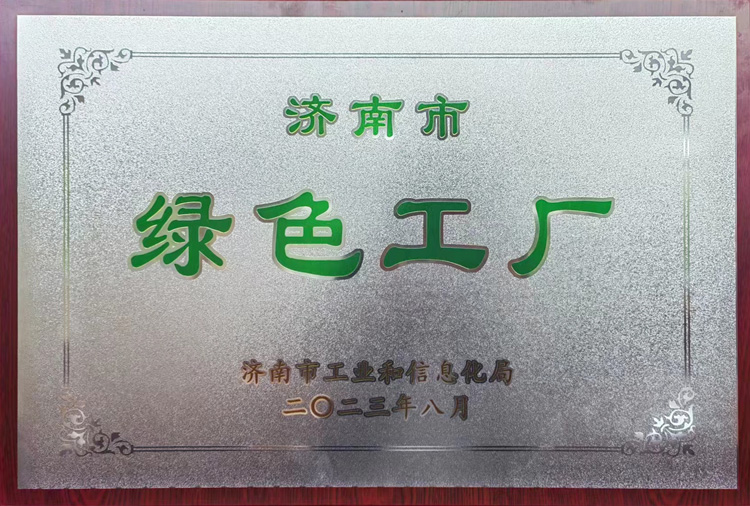 济南市
绿色工厂
济南市工业和信息化局
二〇二三年八月